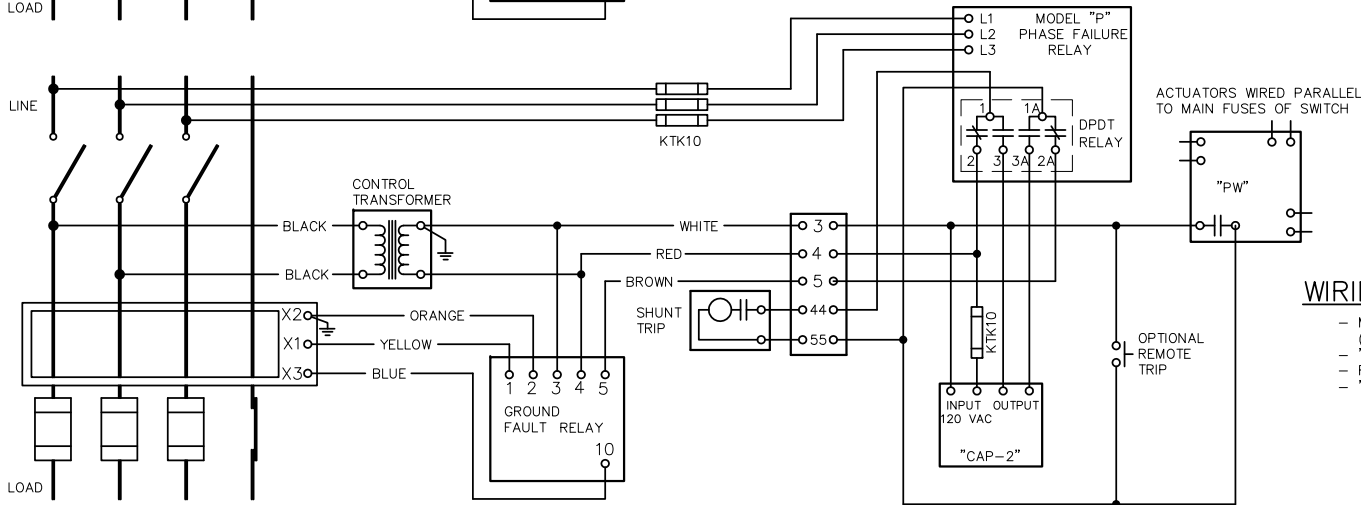 LOAD
L1
L2
L3
MODEL "P"
PHASE FAILURE
RELAY
LINE
KTK10
1
1A
DPDT
RELAY
2
3
3A
2A
ACTUATORS WIRED PARALLEL
TO MAIN FUSES OF SWITCH
"PW"
CONTROL
TRANSFORMER
BLACK
WHITE
3
RED
4
BLACK
BROWN
5
SHUNT
TRIP
44
55
X2
ORANGE
X1
YELLOW
X3
BLUE
1
2
3
4
5
GROUND
FAULT RELAY
10
KTK10
INPUT
OUTPUT
120 VAC
"CAP-2"
OPTIONAL
REMOTE
TRIP
LOAD